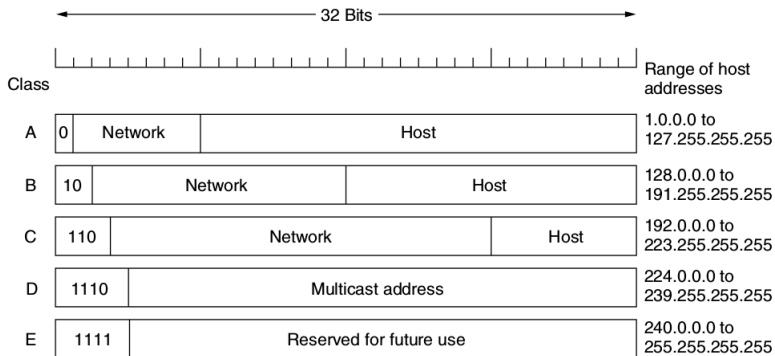 32 Bits
Range of host
addresses
Class
A 0 Network Host 1.0.0.0 to
127.255.255.255
B 10 Network Host 128.0.0.0 to
191.255.255.255
C 110 Network Host 192.0.0.0 to
223.255.255.255
D 1110 Multicast address 224.0.0.0 to
239.255.255.255
E 1111 Reserved for future use 240.0.0.0 to
255.255.255.255